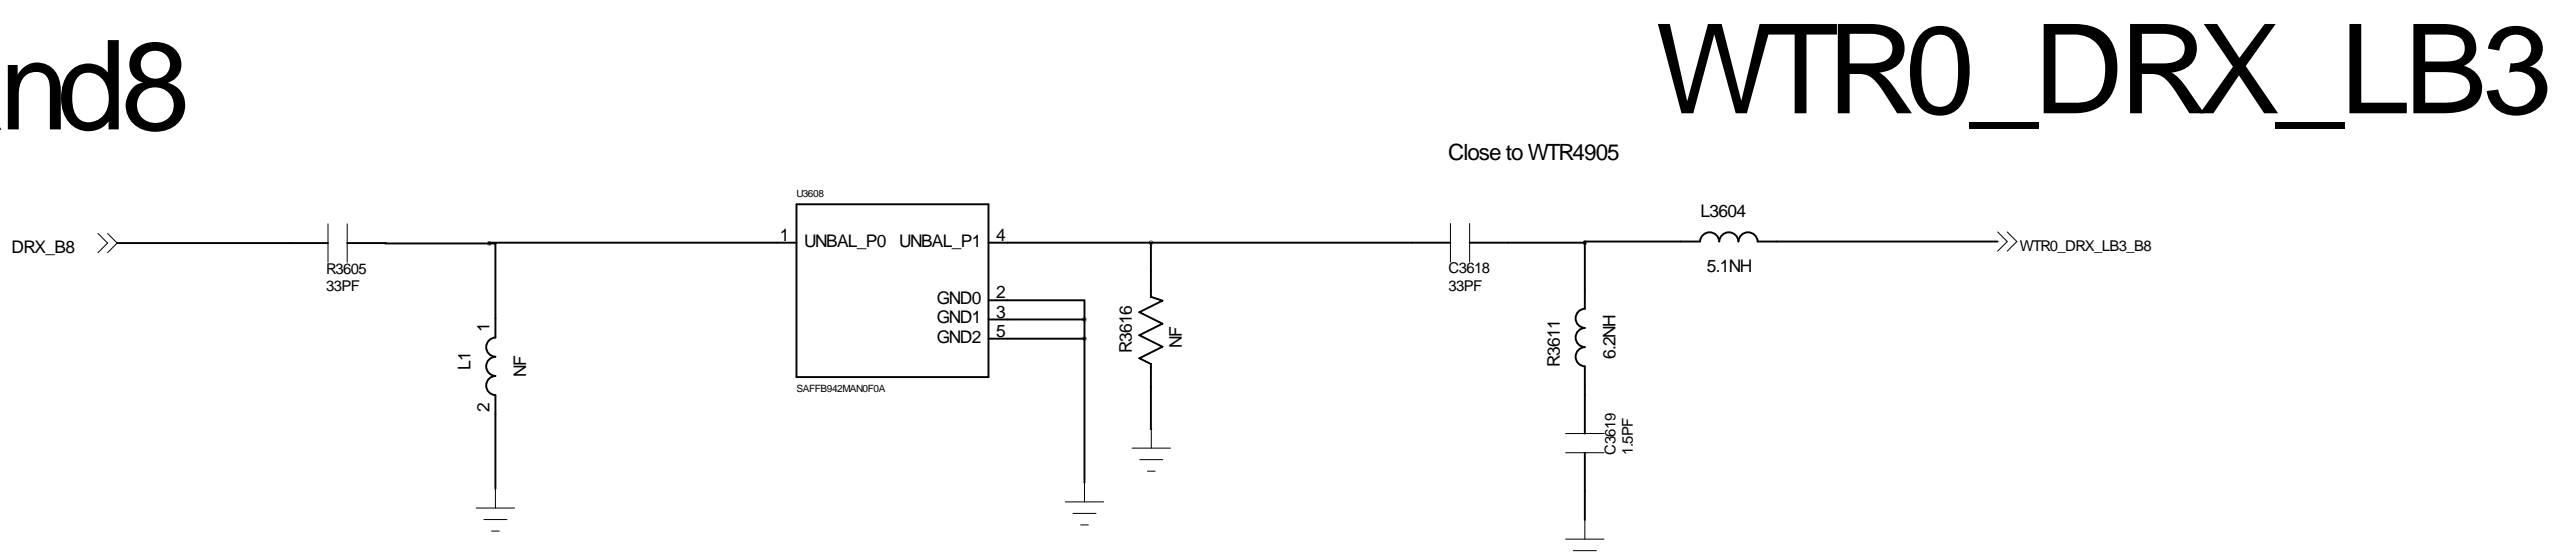 nd8
WTR0_DRX_LB3
Close to WTR4905
U3608
L3604
DRX_B8
1
UNBAL_P0
UNBAL_P1
4
WTR0_DRX_LB3_B8
R3605
33PF
C3618
33PF
5.1NH
GND0
2
GND1
3
GND2
5
L1
1
2
NF
R3616
NF
R3611
6.2NH
SAFFB942MAN0F0A
C3619
1.5PF